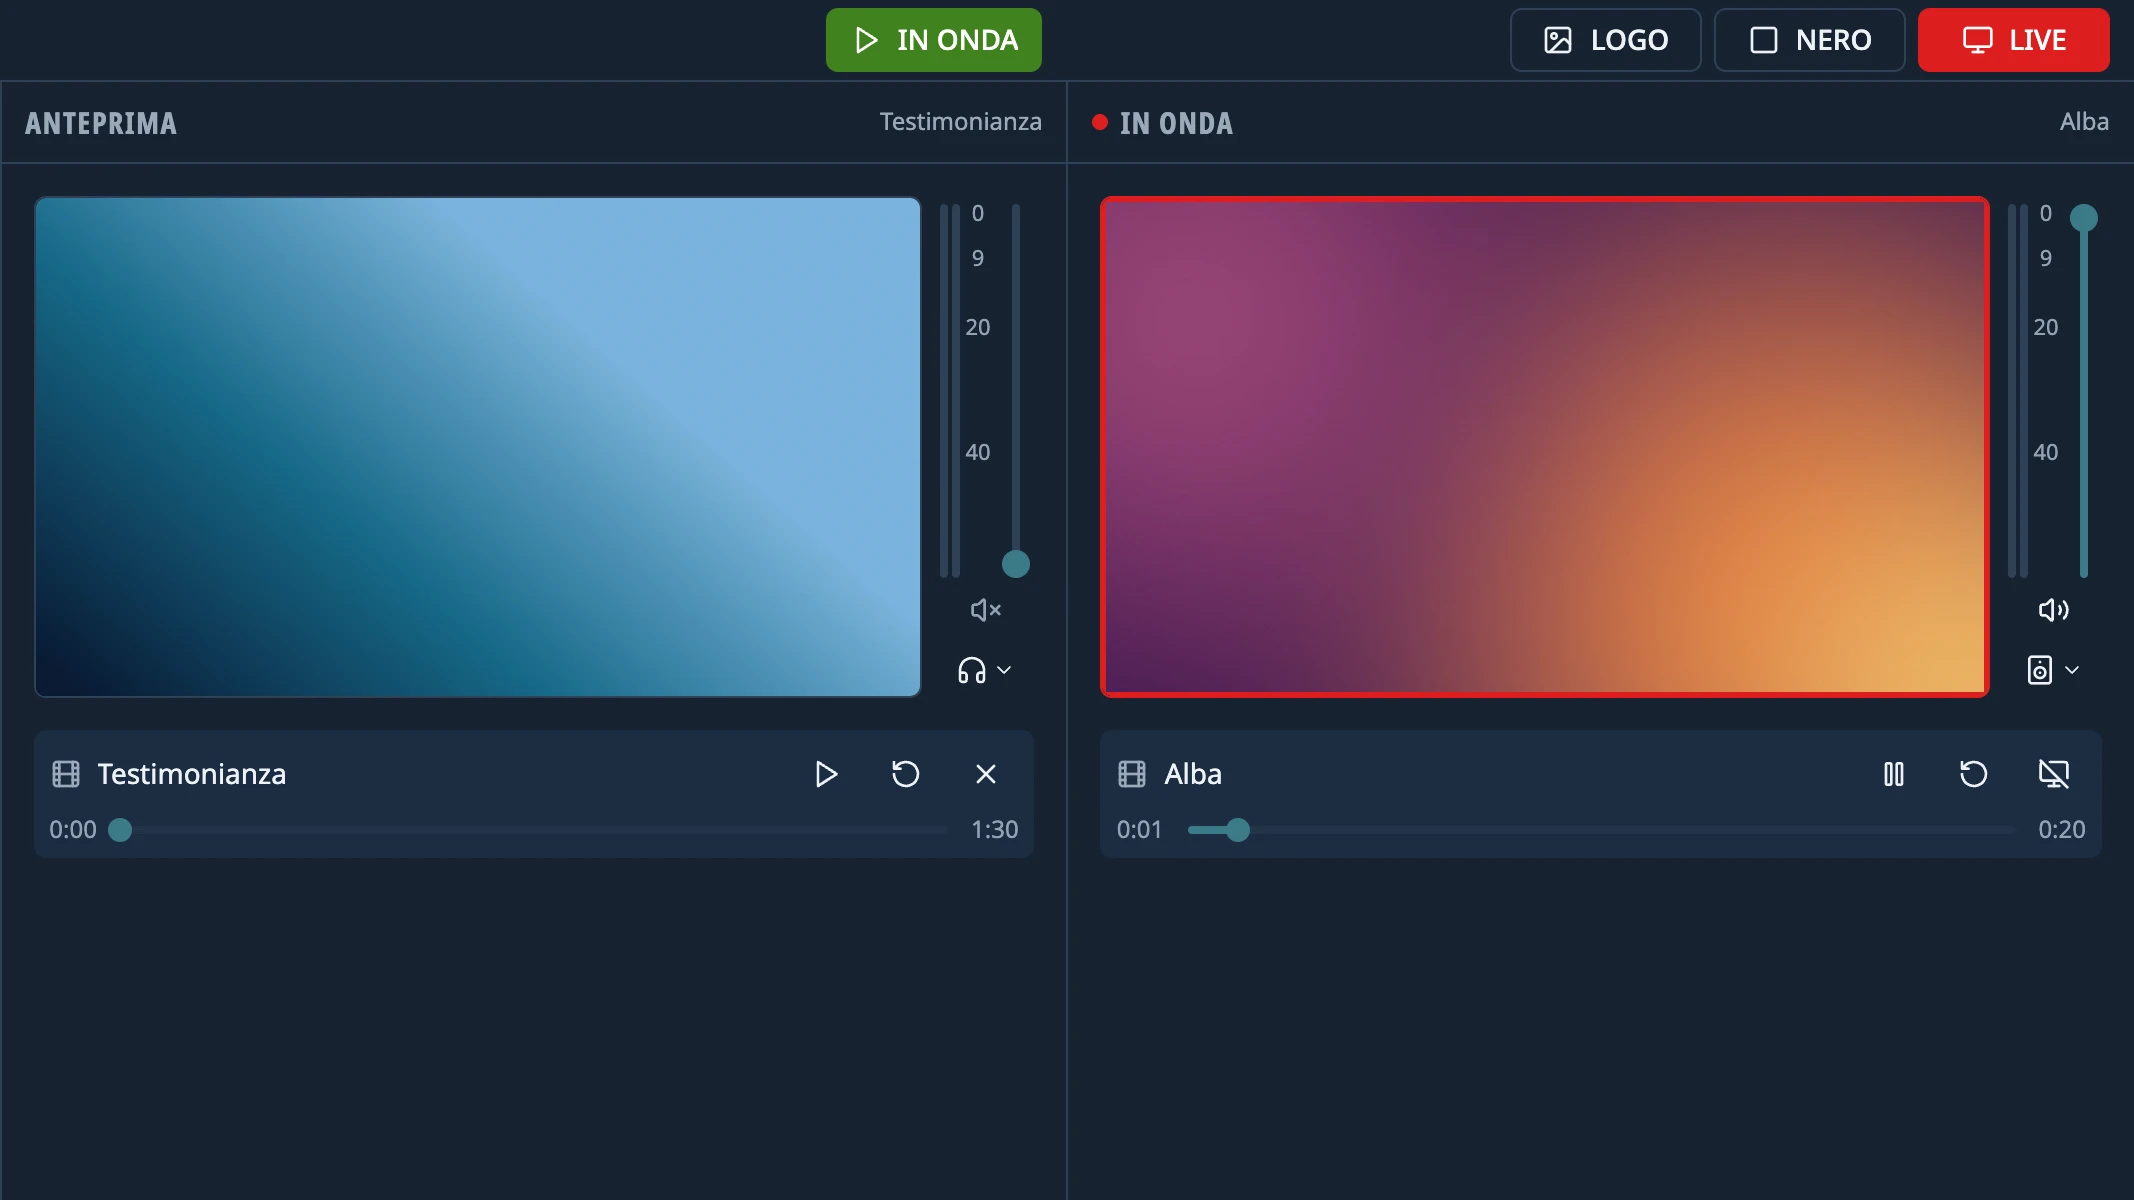 IN ONDA
LOGO
NERO
LIVE
ANTEPRIMA
Testimonianza
IN ONDA
Alba
0
9
20
40
0
9
20
40
Testimonianza
0:00
1:30
Alba
0:01
0:20